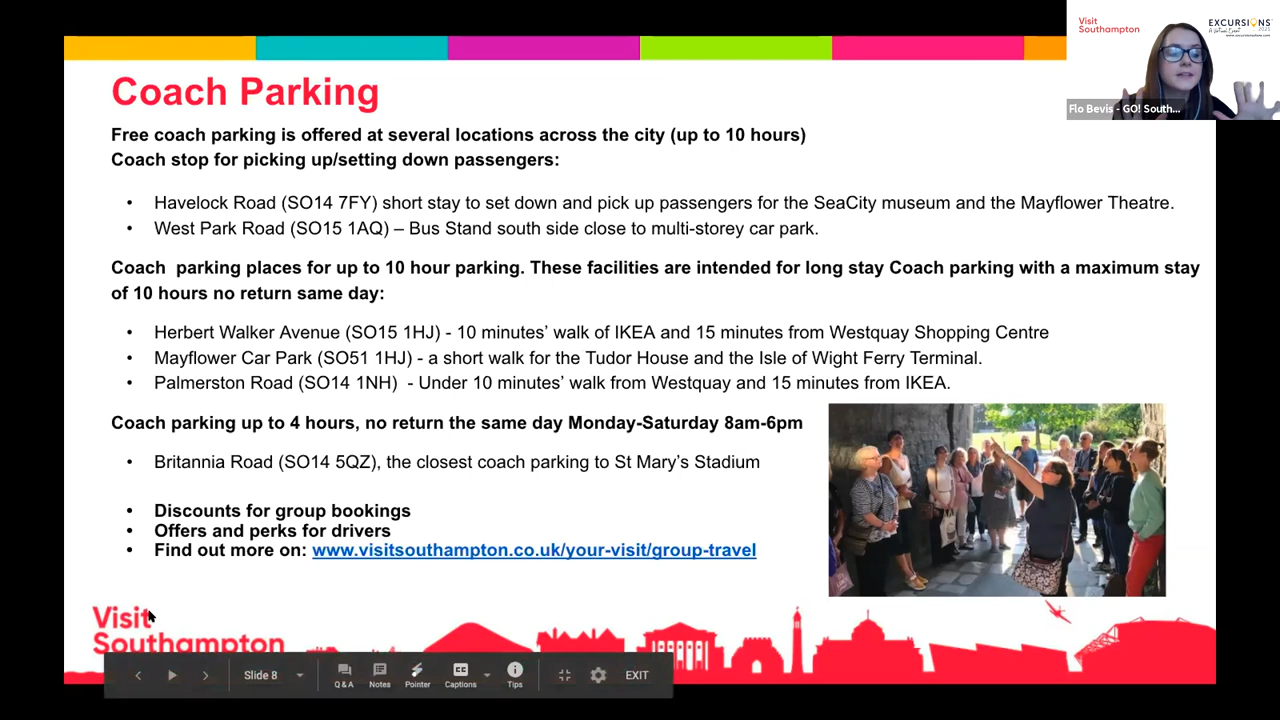 Visit
Southampton
EXCURSIONS
2021
A Virtual Event
Flo Bevis - GO! South...
Coach Parking
Free coach parking is offered at several locations across the city (up to 10 hours)
Coach stop for picking up/setting down passengers:
• Havelock Road (SO14 7FY) short stay to set down and pick up passengers for the SeaCity museum and the Mayflower Theatre.
• West Park Road (SO15 1AQ) – Bus Stand south side close to multi-storey car park.
Coach parking places for up to 10 hour parking. These facilities are intended for long stay Coach parking with a maximum stay
of 10 hours no return same day:
• Herbert Walker Avenue (SO15 1HJ) - 10 minutes’ walk of IKEA and 15 minutes from Westquay Shopping Centre
• Mayflower Car Park (SO51 1HJ) - a short walk for the Tudor House and the Isle of Wight Ferry Terminal.
• Palmerston Road (SO14 1NH) - Under 10 minutes’ walk from Westquay and 15 minutes from IKEA.
Coach parking up to 4 hours, no return the same day Monday-Saturday 8am-6pm
• Britannia Road (SO14 5QZ), the closest coach parking to St Mary’s Stadium
• Discounts for group bookings
• Offers and perks for drivers
• Find out more on: www.visitsouthampton.co.uk/your-visit/group-travel
Visit
Southampton
Slide 8
Q & A
Notes
Pointer
CC
Captions
Tips
EXIT